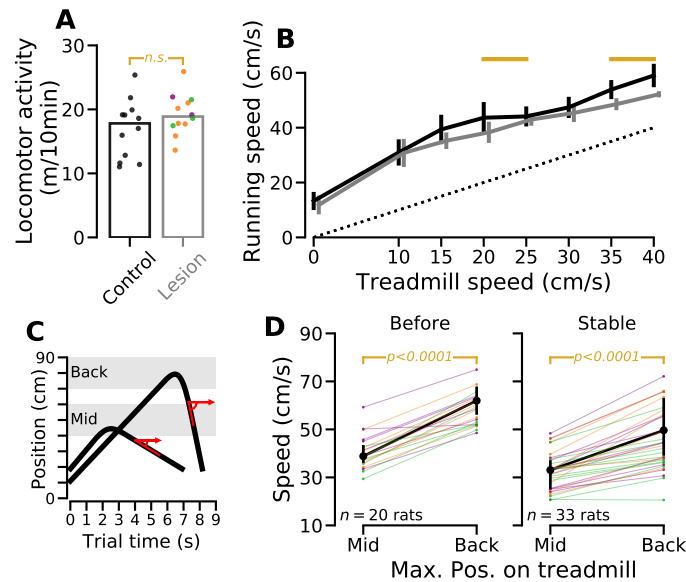 A
Locomotor activity
(m/10min)
30
20
10
0
n.s.
Control
Lesion
B
Running speed (cm/s)
60
40
20
0
0
10
15
20
25
30
35
40
Treadmill speed (cm/s)
C
Position (cm)
90
0
Back
Mid
0 1 2 3 4 5 6 7 8 9
Trial time (s)
D
Before
Stable
Speed (cm/s)
90
70
50
30
10
p<0.0001
p<0.0001
n = 20 rats
n = 33 rats
Mid
Back
Mid
Back
Max. Pos. on treadmill